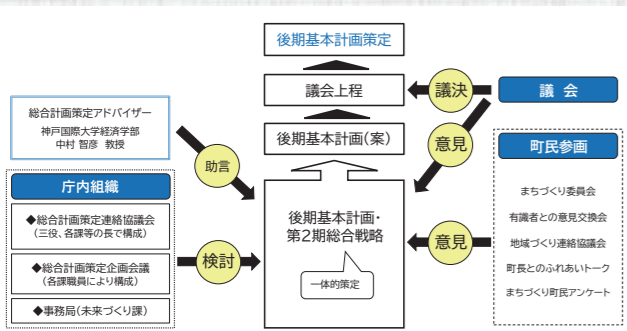 後期基本計画策定
議会上程
議決
議 会
総合計画策定アドバイザー
神戸国際大学経済学部
中村 智彦 教授
助言
後期基本計画(案)
意見
町民参画
まちづくり委員会
有識者との意見交換会
地域づくり連絡協議会
町長とのふれあいトーク
まちづくり町民アンケート
庁内組織
◆総合計画策定連絡協議会
(三役、各課等の長で構成)
◆総合計画策定企画会議
(各課職員により構成)
◆事務局(未来づくり課)
検討
後期基本計画・
第2期総合戦略
一体的策定
意見